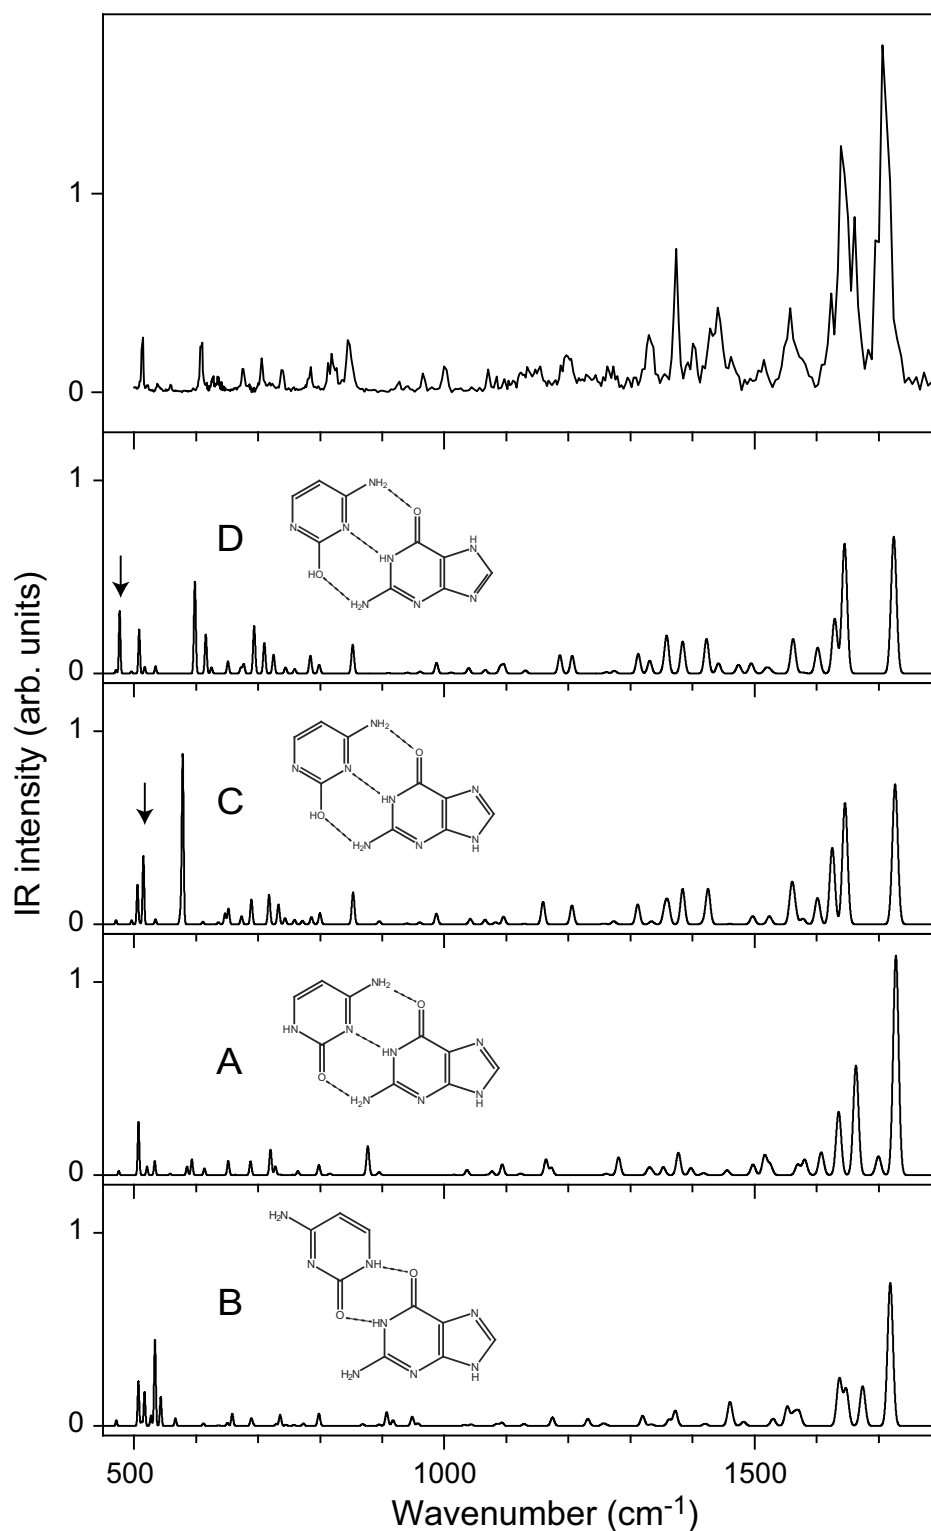 1
0
1
D
NH₂
O
N
N
HN
H
N
HO
H₂N
N
N
0
1
C
NH₂
O
N
N
HN
N
HO
H₂N
N
N
H
0
1
A
NH₂
O
HN
N
HN
N
O
H₂N
N
N
H
0
1
B
H₂N
N
NH
O
O
HN
N
H₂N
N
N
H
0
IR intensity (arb. units)
500
1000
1500
Wavenumber (cm⁻¹)